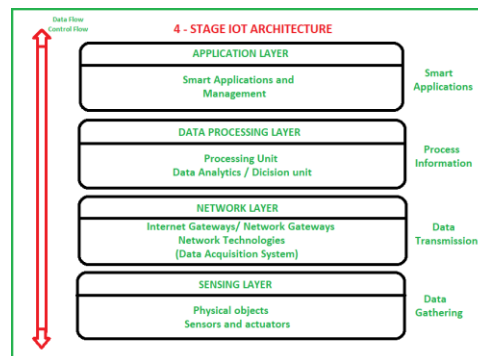 Data Flow
Control Flow
4 - STAGE IOT ARCHITECTURE
APPLICATION LAYER
Smart Applications and
Management
Smart
Applications
DATA PROCESSING LAYER
Processing Unit
Data Analytics / Dicision unit
Process
Information
NETWORK LAYER
Internet Gateways/ Network Gateways
Network Technologies
(Data Acquisition System)
Data
Transmission
SENSING LAYER
Physical objects
Sensors and actuators
Data
Gathering